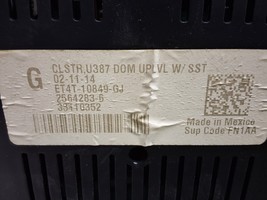 CLSTR,U387 DOM UPLVL W/ SST
G
02-11-14
ET4T-10849-GJ
2564283-6
33416352
Made in Mexico
Sup Code FN1AA